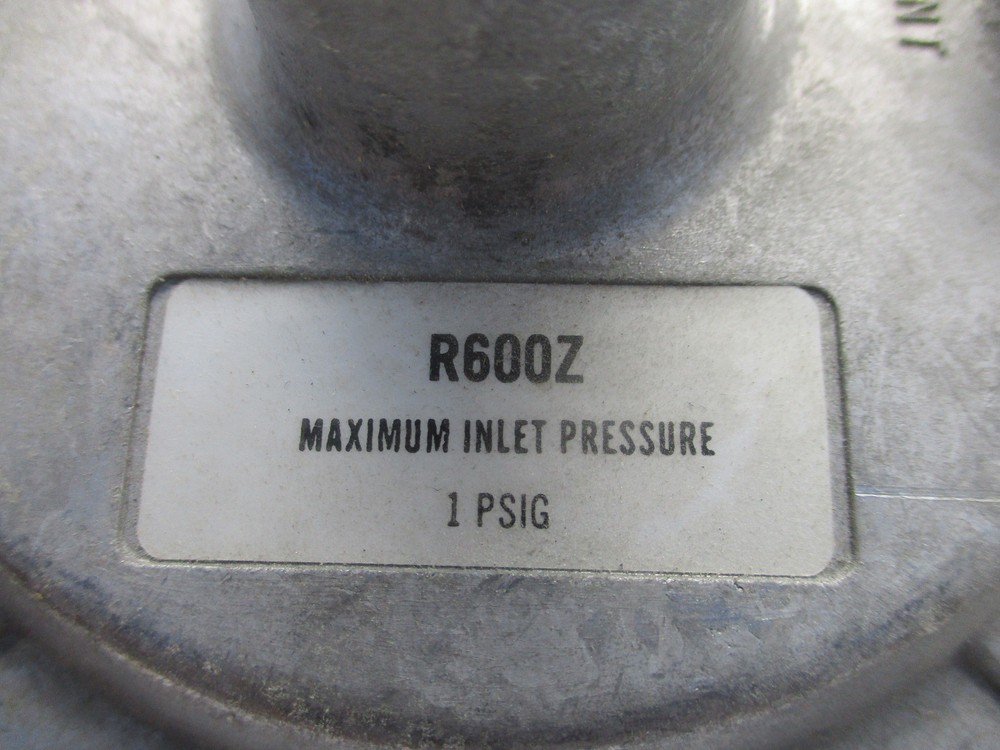 R600Z
MAXIMUM INLET PRESSURE
1 PSIG